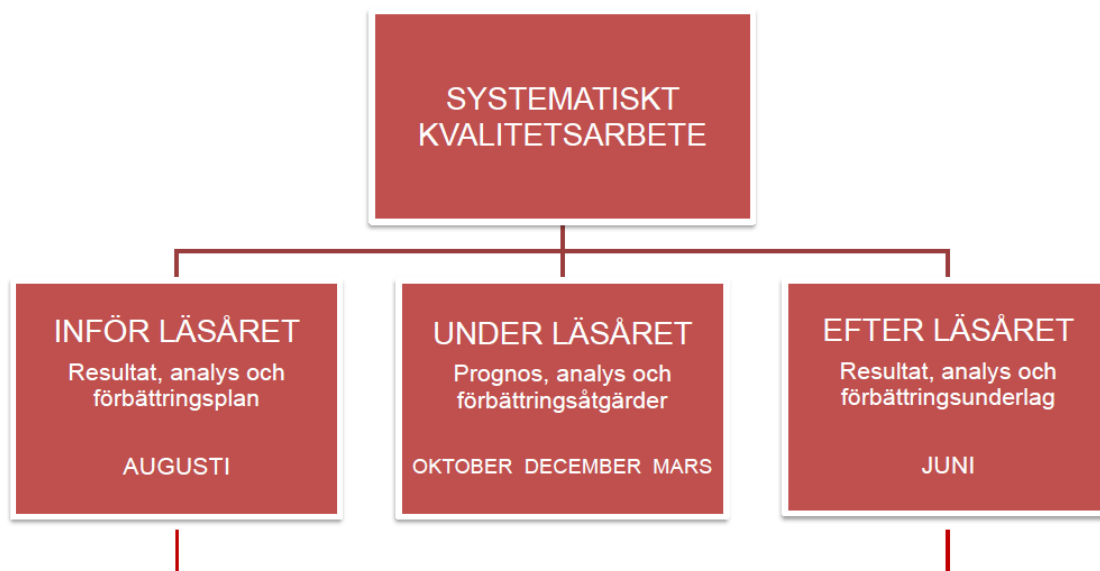 SYSTEMATISKT
KVALITETSARBETE
INFÖR LÄSÅRET
Resultat, analys och
förbättringsplan
AUGUSTI
UNDER LÄSÅRET
Prognos, analys och
förbättringsåtgärder
OKTOBER DECEMBER MARS
EFTER LÄSÅRET
Resultat, analys och
förbättringsunderlag
JUNI